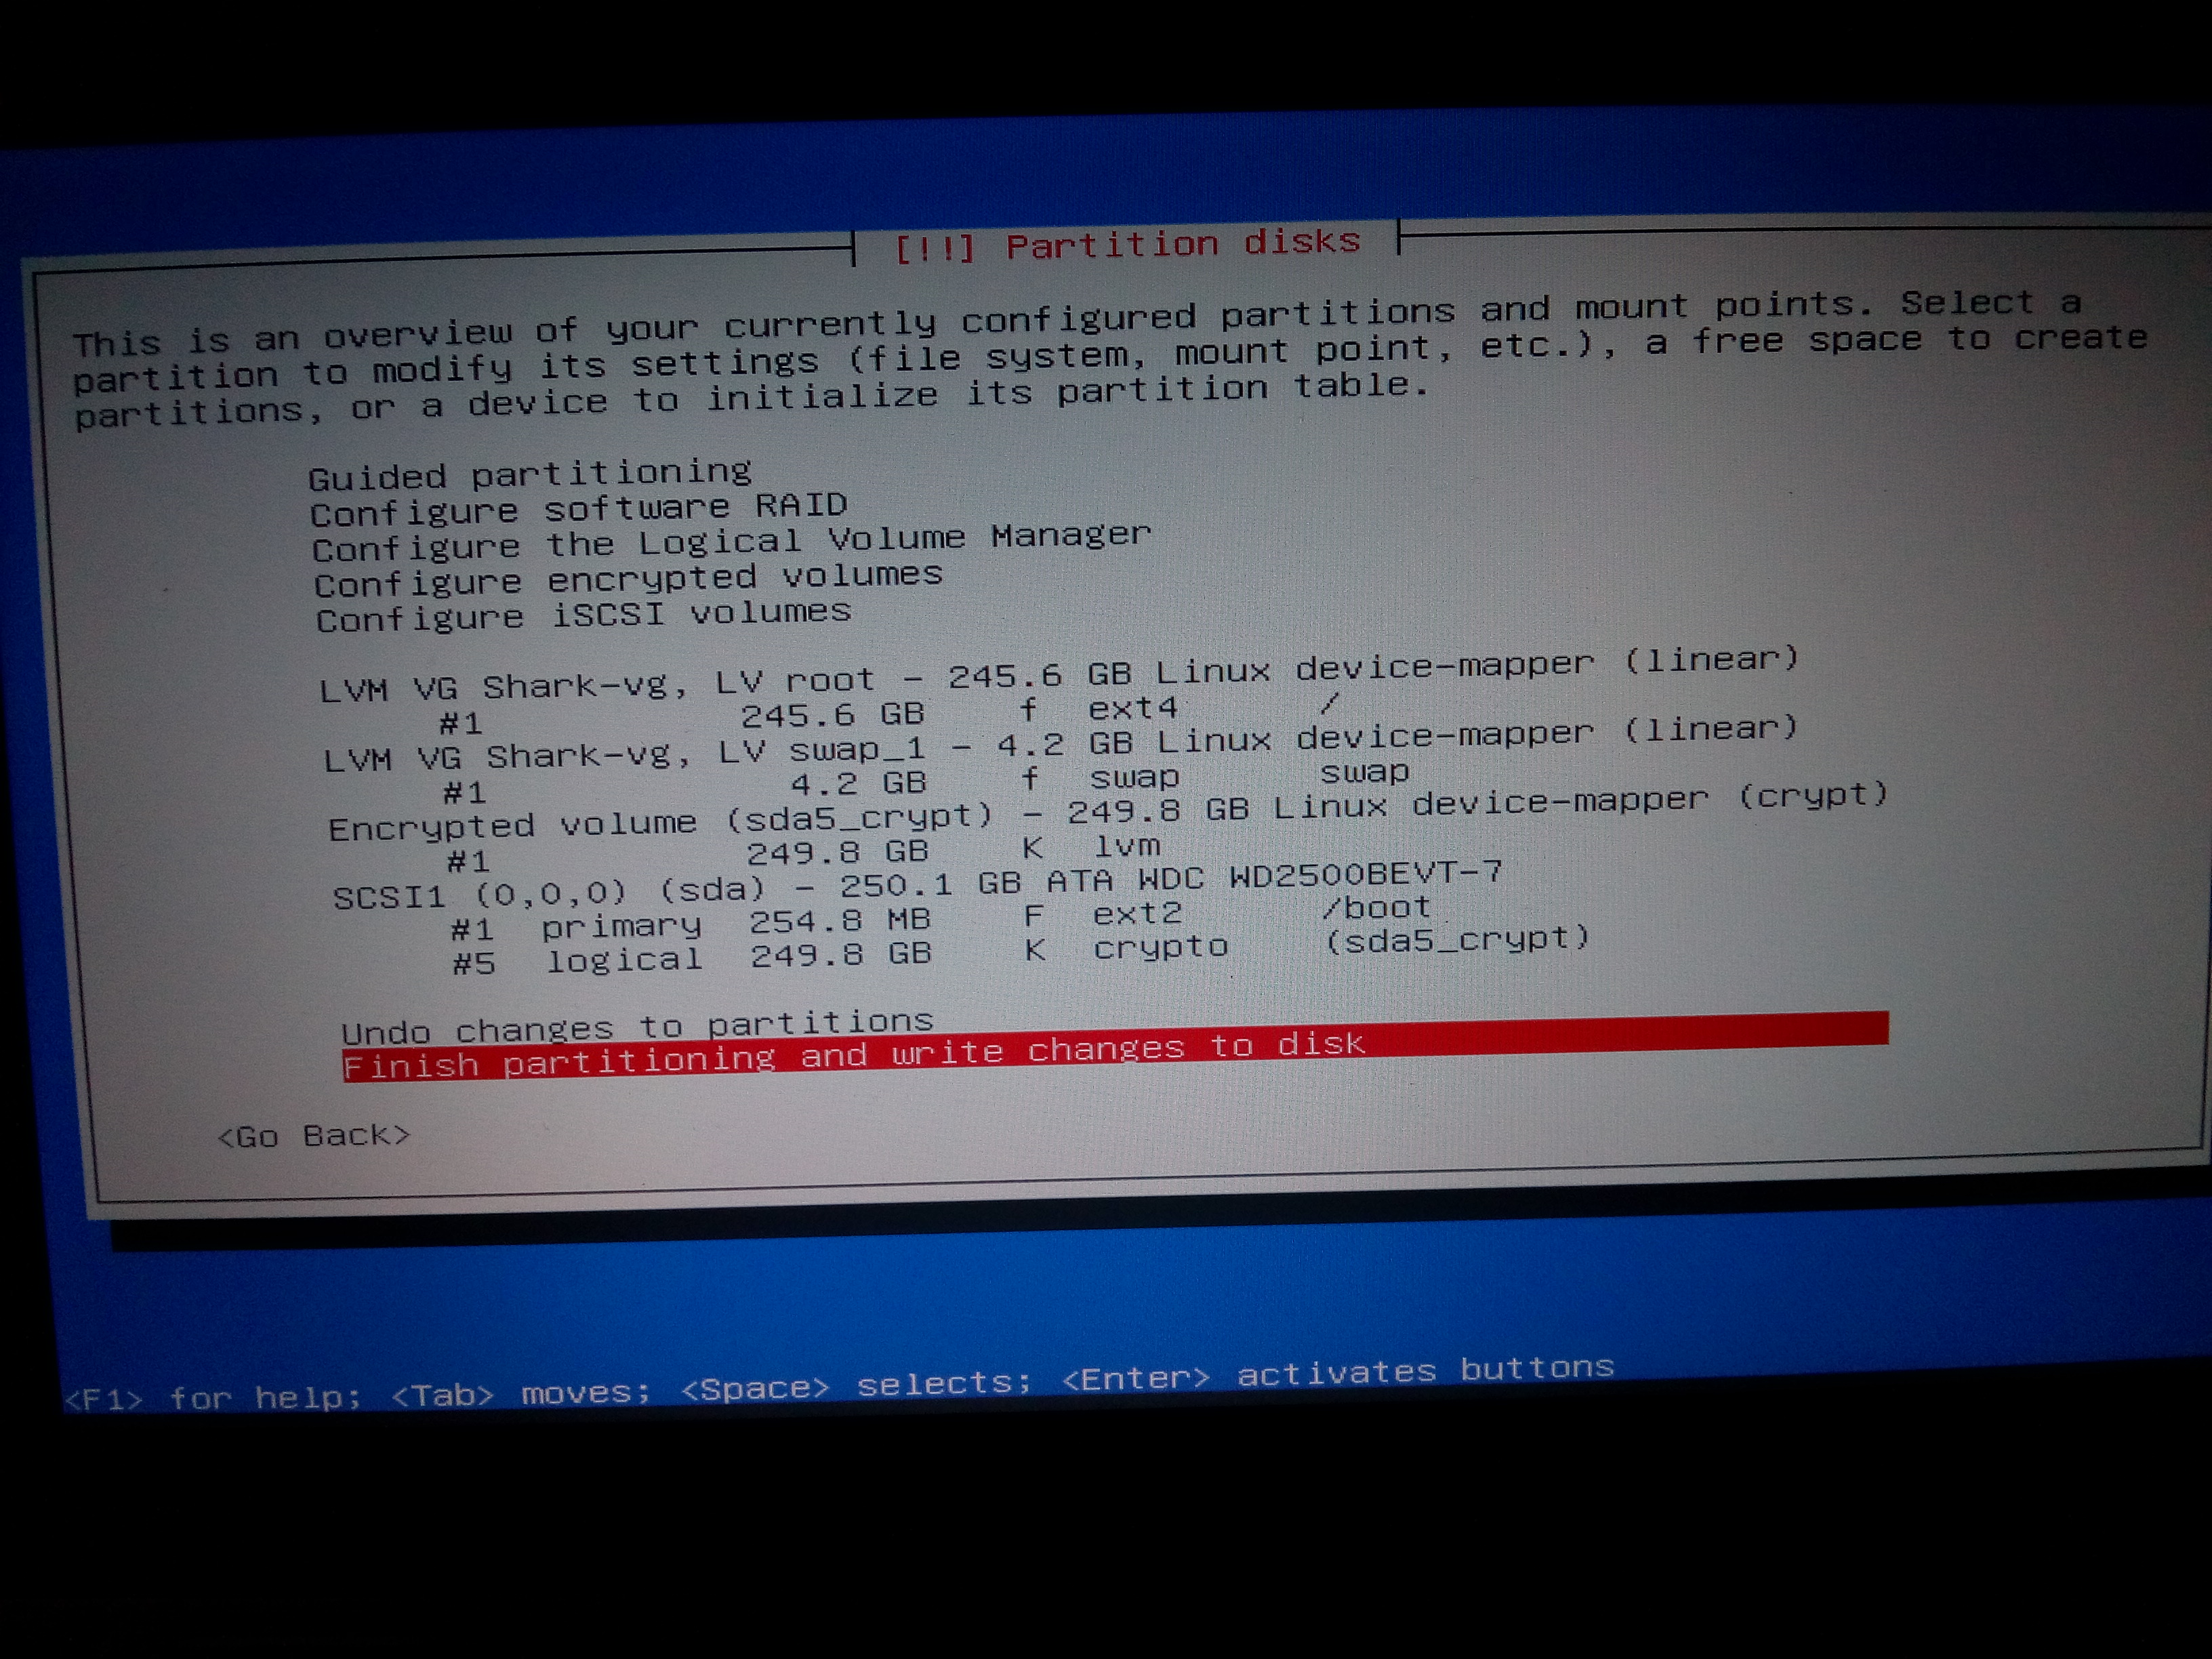 [!!] Partition disks
This is an overview of your currently configured partitions and mount points. Select a
partition to modify its settings (file system, mount point, etc.), a free space to create
partitions, or a device to initialize its partition table.
Guided partitioning
Configure software RAID
Configure the Logical Volume Manager
Configure encrypted volumes
Configure iSCSI volumes
LVM VG Shark-vg, LV root - 245.6 GB Linux device-mapper (linear)
#1 245.6 GB f ext4 /
LVM VG Shark-vg, LV swap_1 - 4.2 GB Linux device-mapper (linear)
#1 4.2 GB f swap swap
Encrypted volume (sda5_crypt) - 249.8 GB Linux device-mapper (crypt)
#1 249.8 GB K lvm
SCSI1 (0,0,0) (sda) - 250.1 GB ATA WDC WD2500BEVT-7
#1 primary 254.8 MB F ext2 /boot
#5 logical 249.8 GB K crypto (sda5_crypt)
Undo changes to partitions
Finish partitioning and write changes to disk
<Go Back>
<F1> for help; <Tab> moves; <Space> selects; <Enter> activates buttons